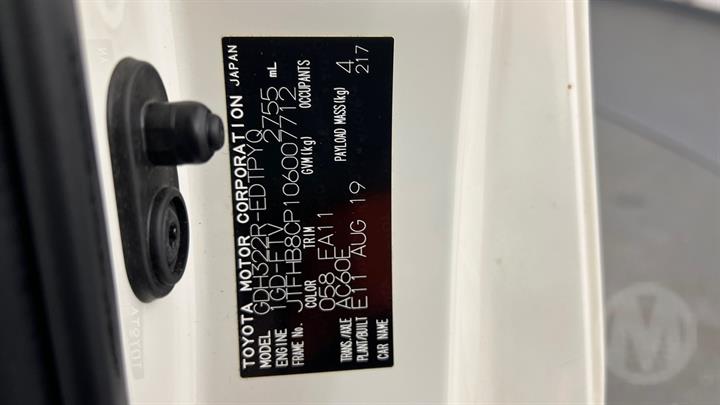 TOYOTA MOTOR CORPORATION JAPAN
MODEL GDH322R-EDTPYQ
ENGINE 1GD-FTV 2755 mL
FRAME No. JTFHB8CP106007712
COLOR TRIM GVM(kg) OCCUPANTS
058 EA11 4
TRANS./AXLE AC60E PAYLOAD MASS(kg) 217
PLANT/BUILT E11 AUG 19
CAR NAME
M